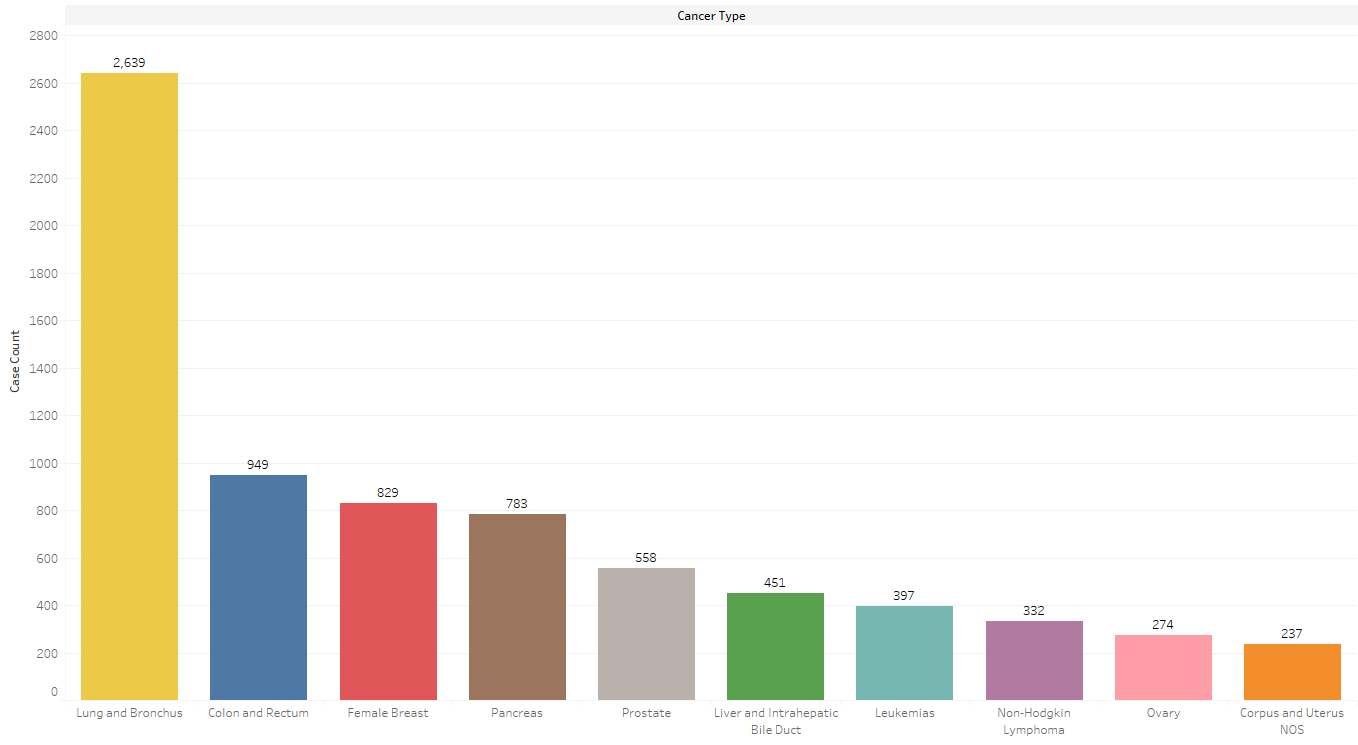 Cancer Type
2800
2600
2400
2200
2000
1800
1600
1400
1200
1000
800
600
400
200
0
Case Count
2,639
949
829
783
558
451
397
332
274
237
Lung and Bronchus
Colon and Rectum
Female Breast
Pancreas
Prostate
Liver and Intrahepatic
Bile Duct
Leukemias
Non-Hodgkin
Lymphoma
Ovary
Corpus and Uterus
NOS